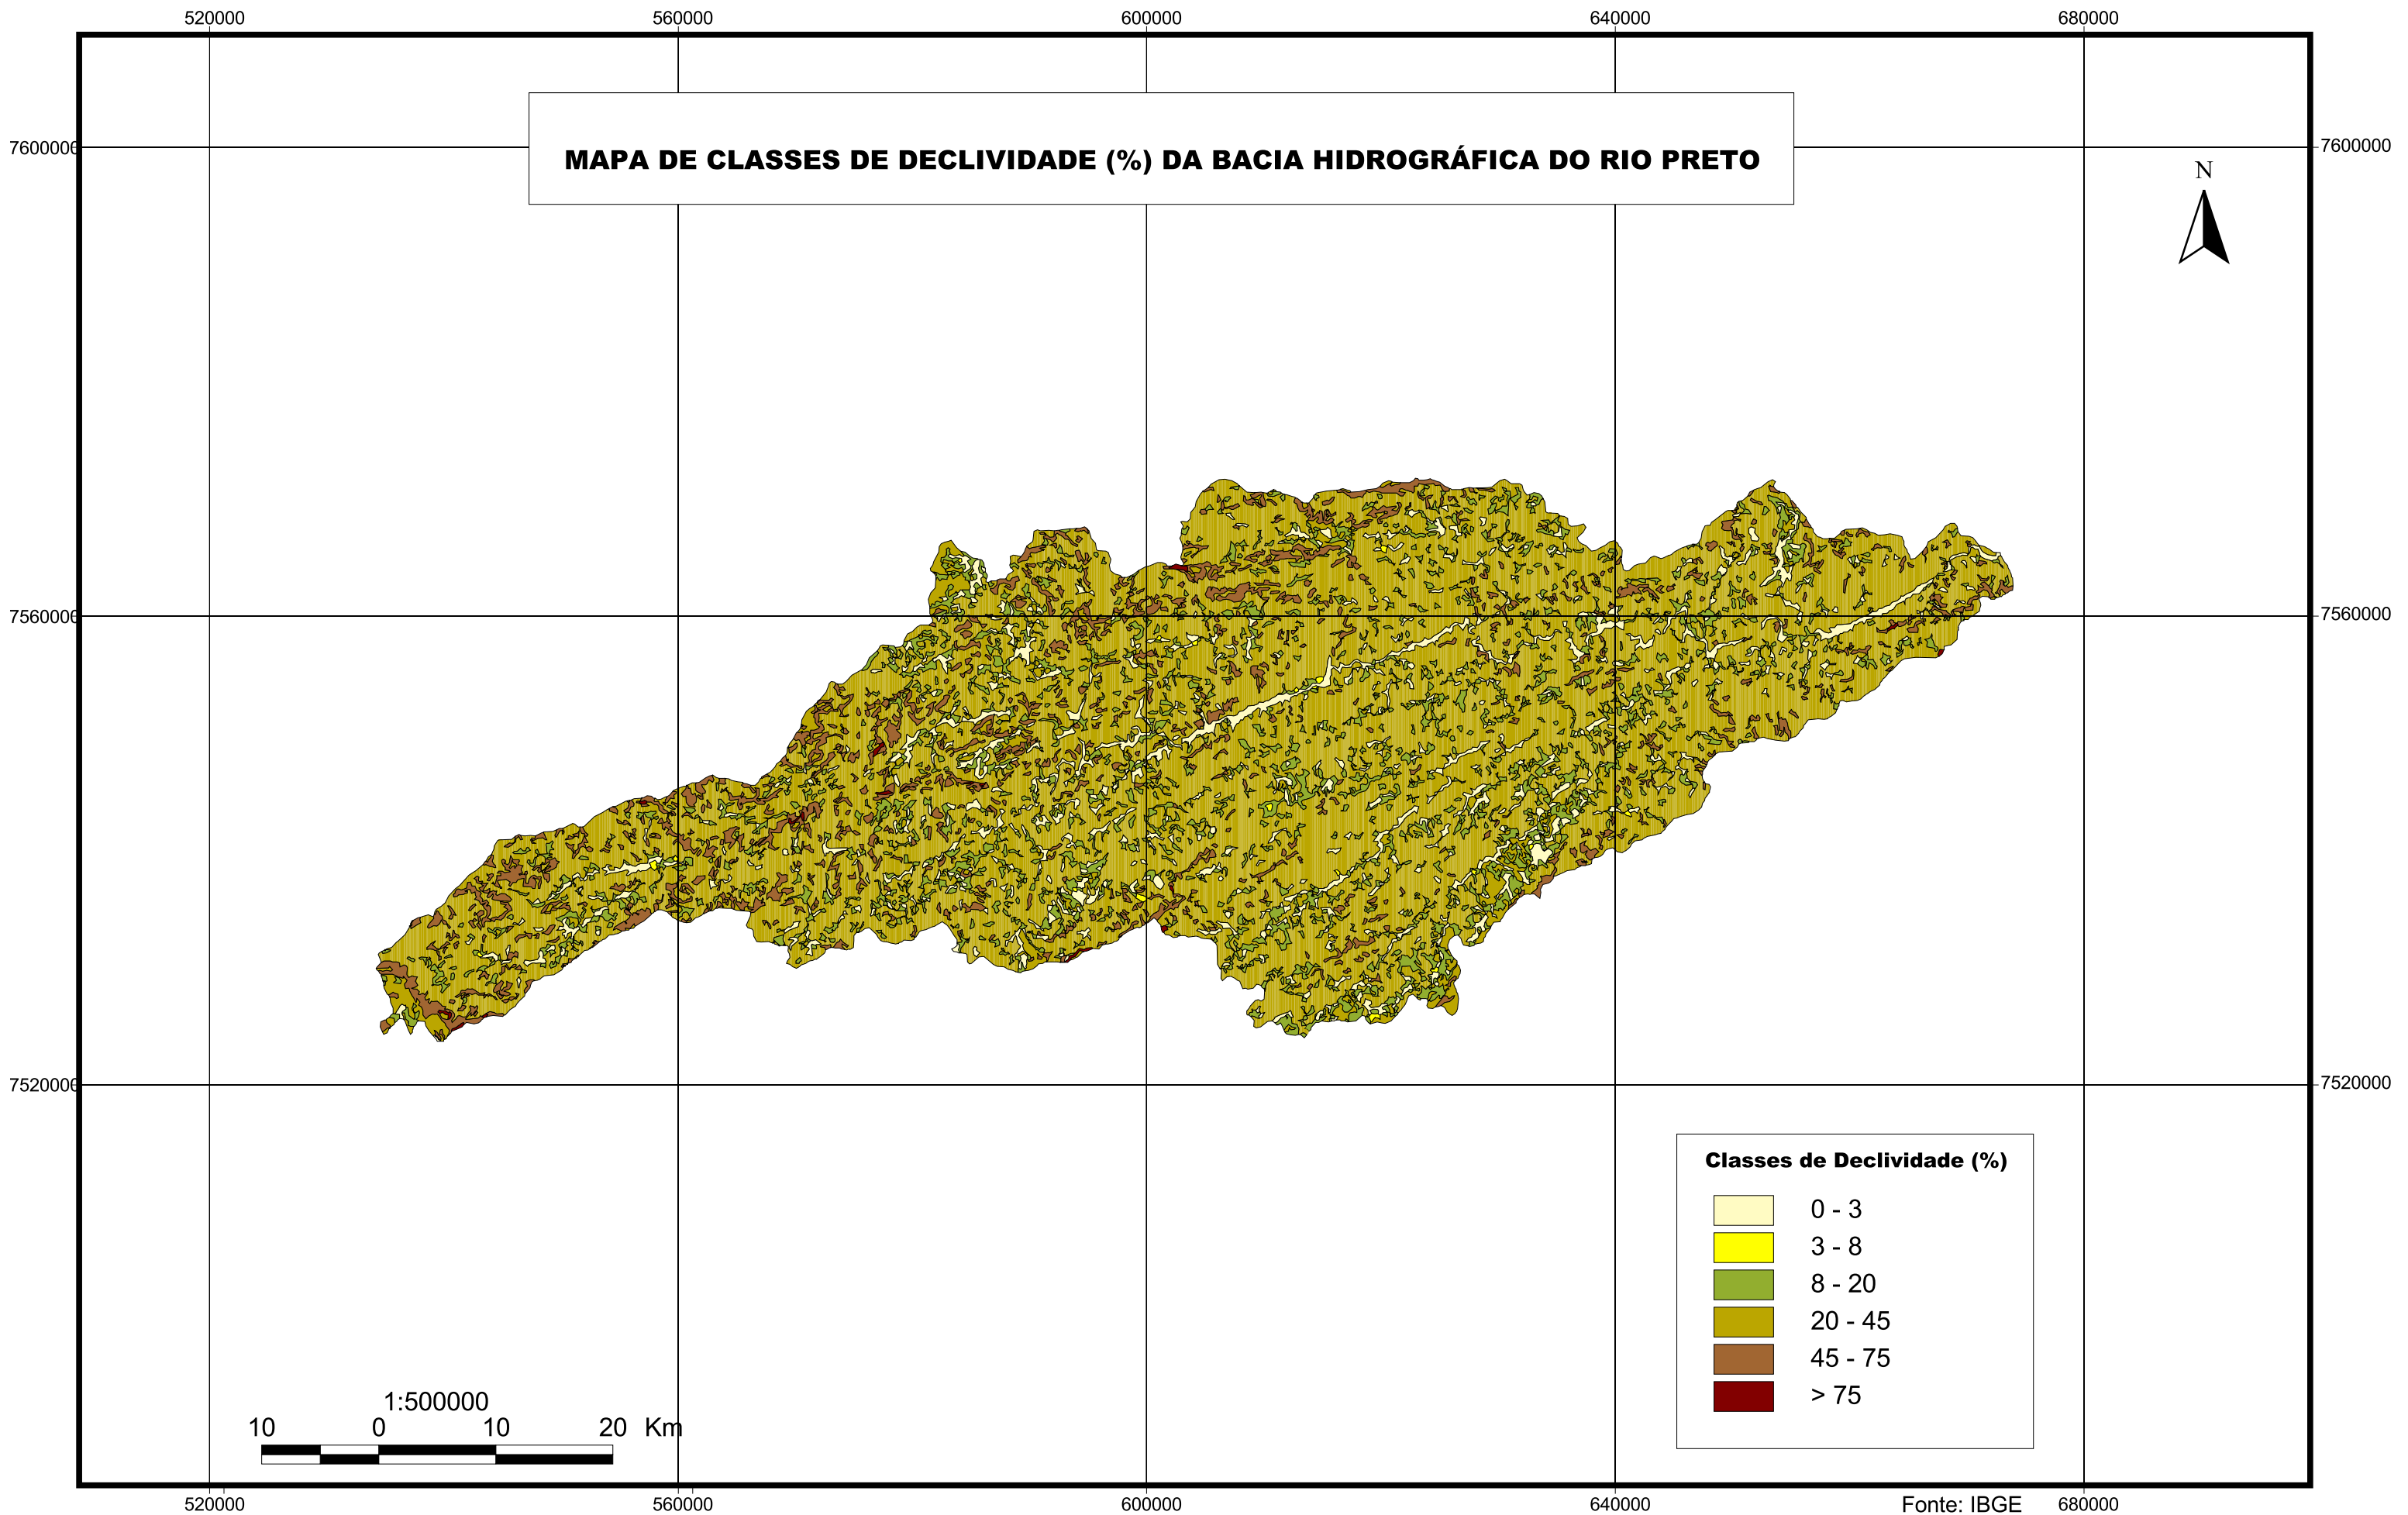 520000 560000 600000 640000 680000
MAPA DE CLASSES DE DECLIVIDADE (%) DA BACIA HIDROGRÁFICA DO RIO PRETO
7600000 7600000
N
7560000 7560000
7520000 7520000
Classes de Declividade (%)
0 - 3
3 - 8
8 - 20
20 - 45
45 - 75
> 75
1:500000
10 0 10 20 Km
520000 560000 600000 640000 680000
Fonte: IBGE